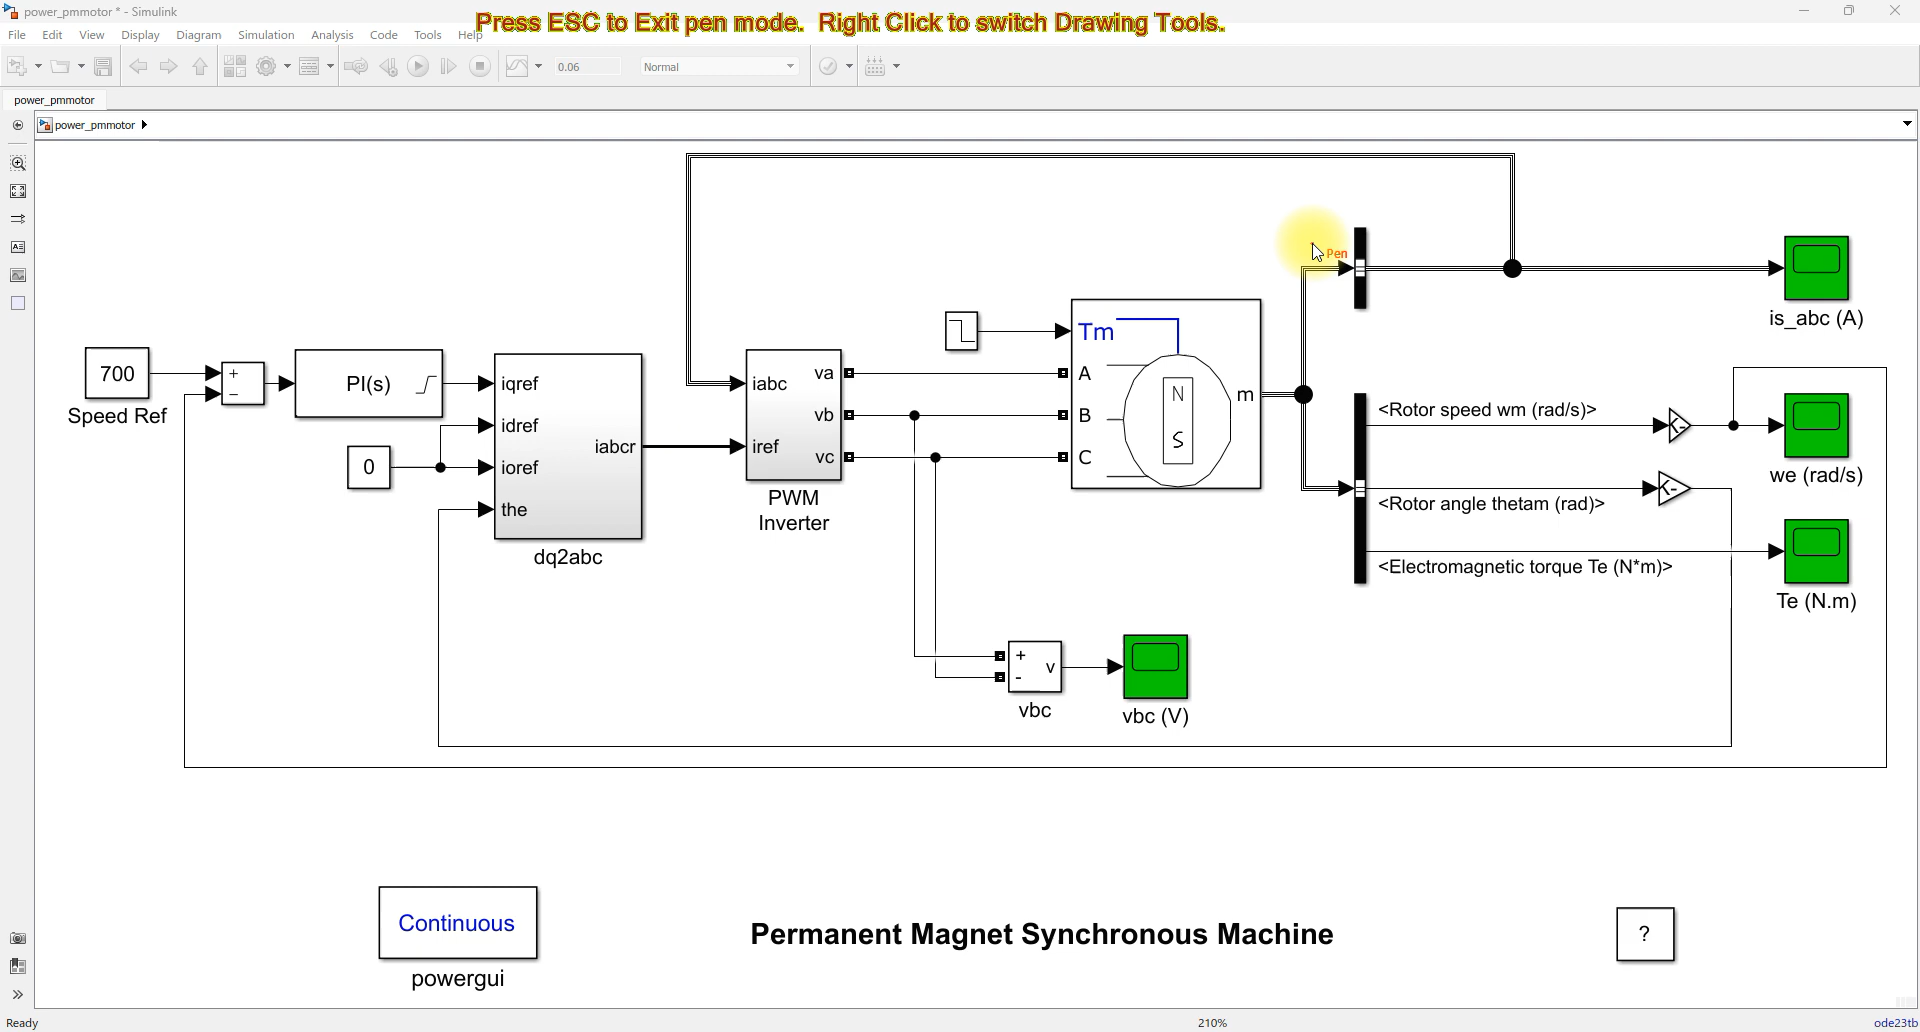 power_pmmotor * - Simulink
Press ESC to Exit pen mode. Right Click to switch Drawing Tools.
File Edit View Display Diagram Simulation Analysis Code Tools Help
0.06 Normal
power_pmmotor
power_pmmotor
Pen
is_abc (A)
700
Speed Ref
+
−
PI(s)
0
iqref
idref
ioref
the
iabcr
dq2abc
iabc
iref
va
vb
vc
PWM
Inverter
Tm
A
B
C
N
S
m
<Rotor speed wm (rad/s)>
K-
we (rad/s)
<Rotor angle thetam (rad)>
K-
<Electromagnetic torque Te (N*m)>
Te (N.m)
+
-
v
vbc
vbc (V)
Continuous
powergui
Permanent Magnet Synchronous Machine
?
Ready
210%
ode23tb